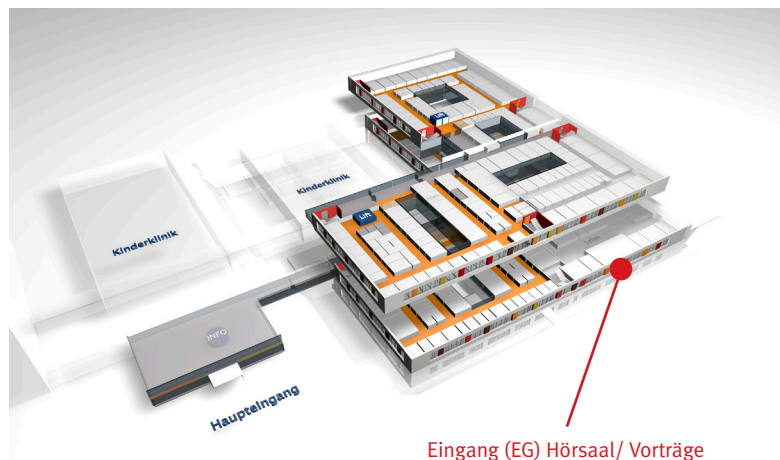 Lift
Kinderklinik
Kinderklinik
Lift
INFO
Haupteingang
Eingang (EG) Hörsaal/ Vorträge